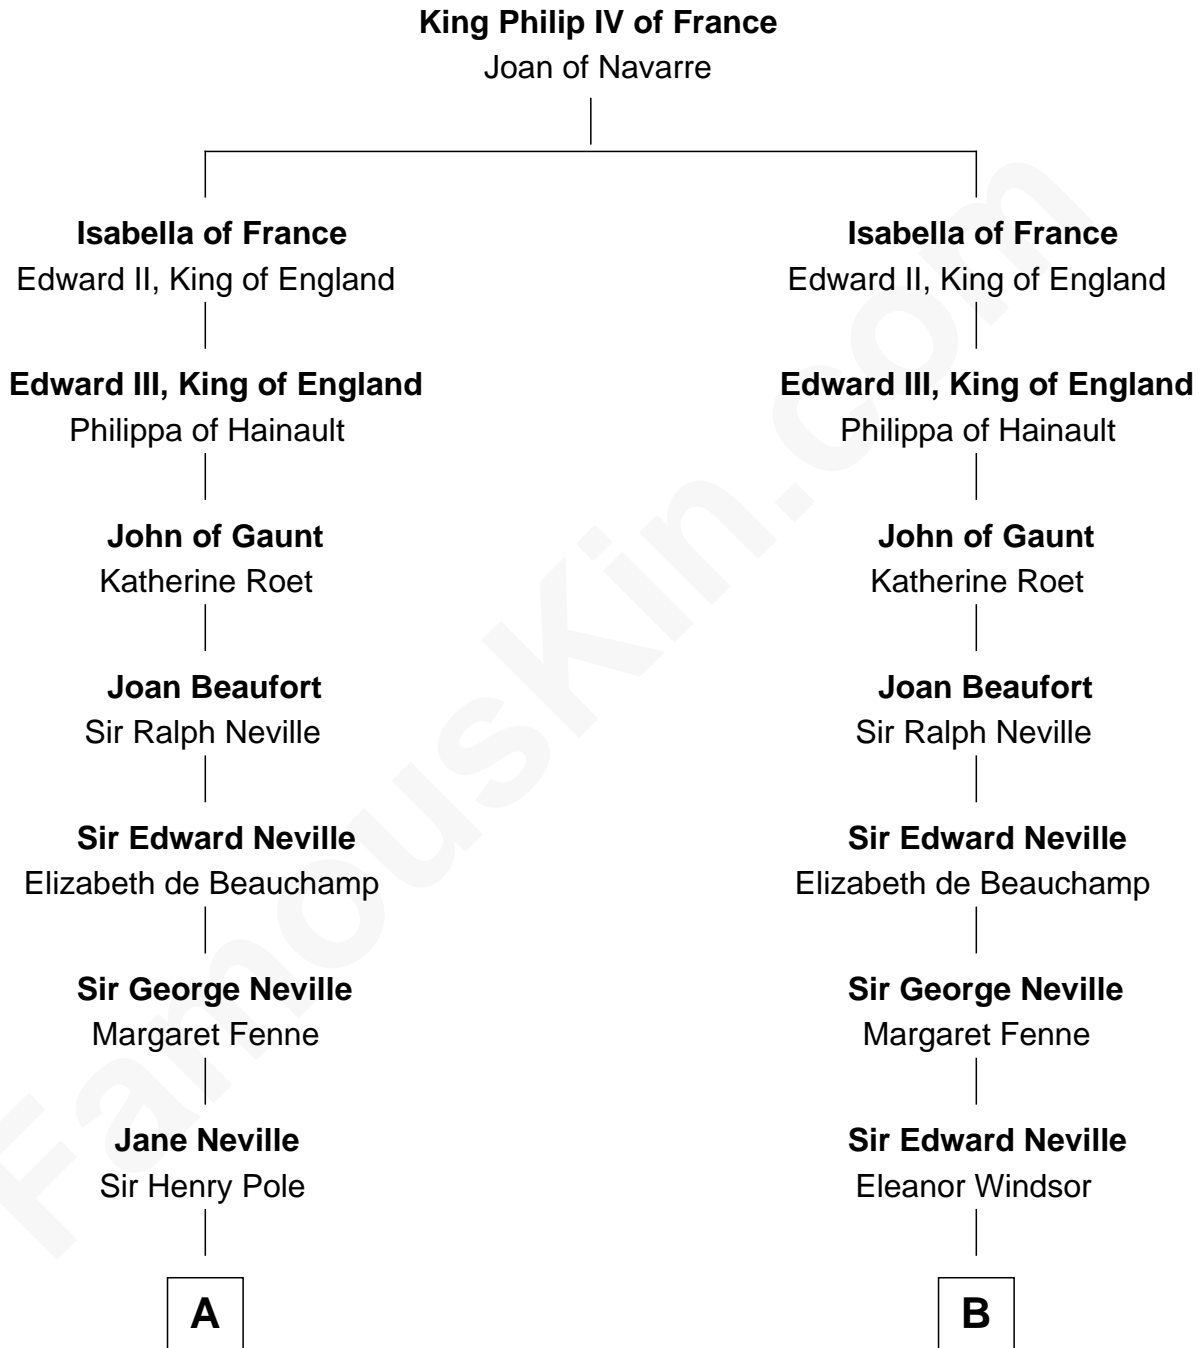 King Philip IV of France
Joan of Navarre
Isabella of France
Edward II, King of England
Edward III, King of England
Philippa of Hainault
John of Gaunt
Katherine Roet
Joan Beaufort
Sir Ralph Neville
Sir Edward Neville
Elizabeth de Beauchamp
Sir George Neville
Margaret Fenne
Jane Neville
Sir Henry Pole
A
Isabella of France
Edward II, King of England
Edward III, King of England
Philippa of Hainault
John of Gaunt
Katherine Roet
Joan Beaufort
Sir Ralph Neville
Sir Edward Neville
Elizabeth de Beauchamp
Sir George Neville
Margaret Fenne
Sir Edward Neville
Eleanor Windsor
B
FamousKin.com